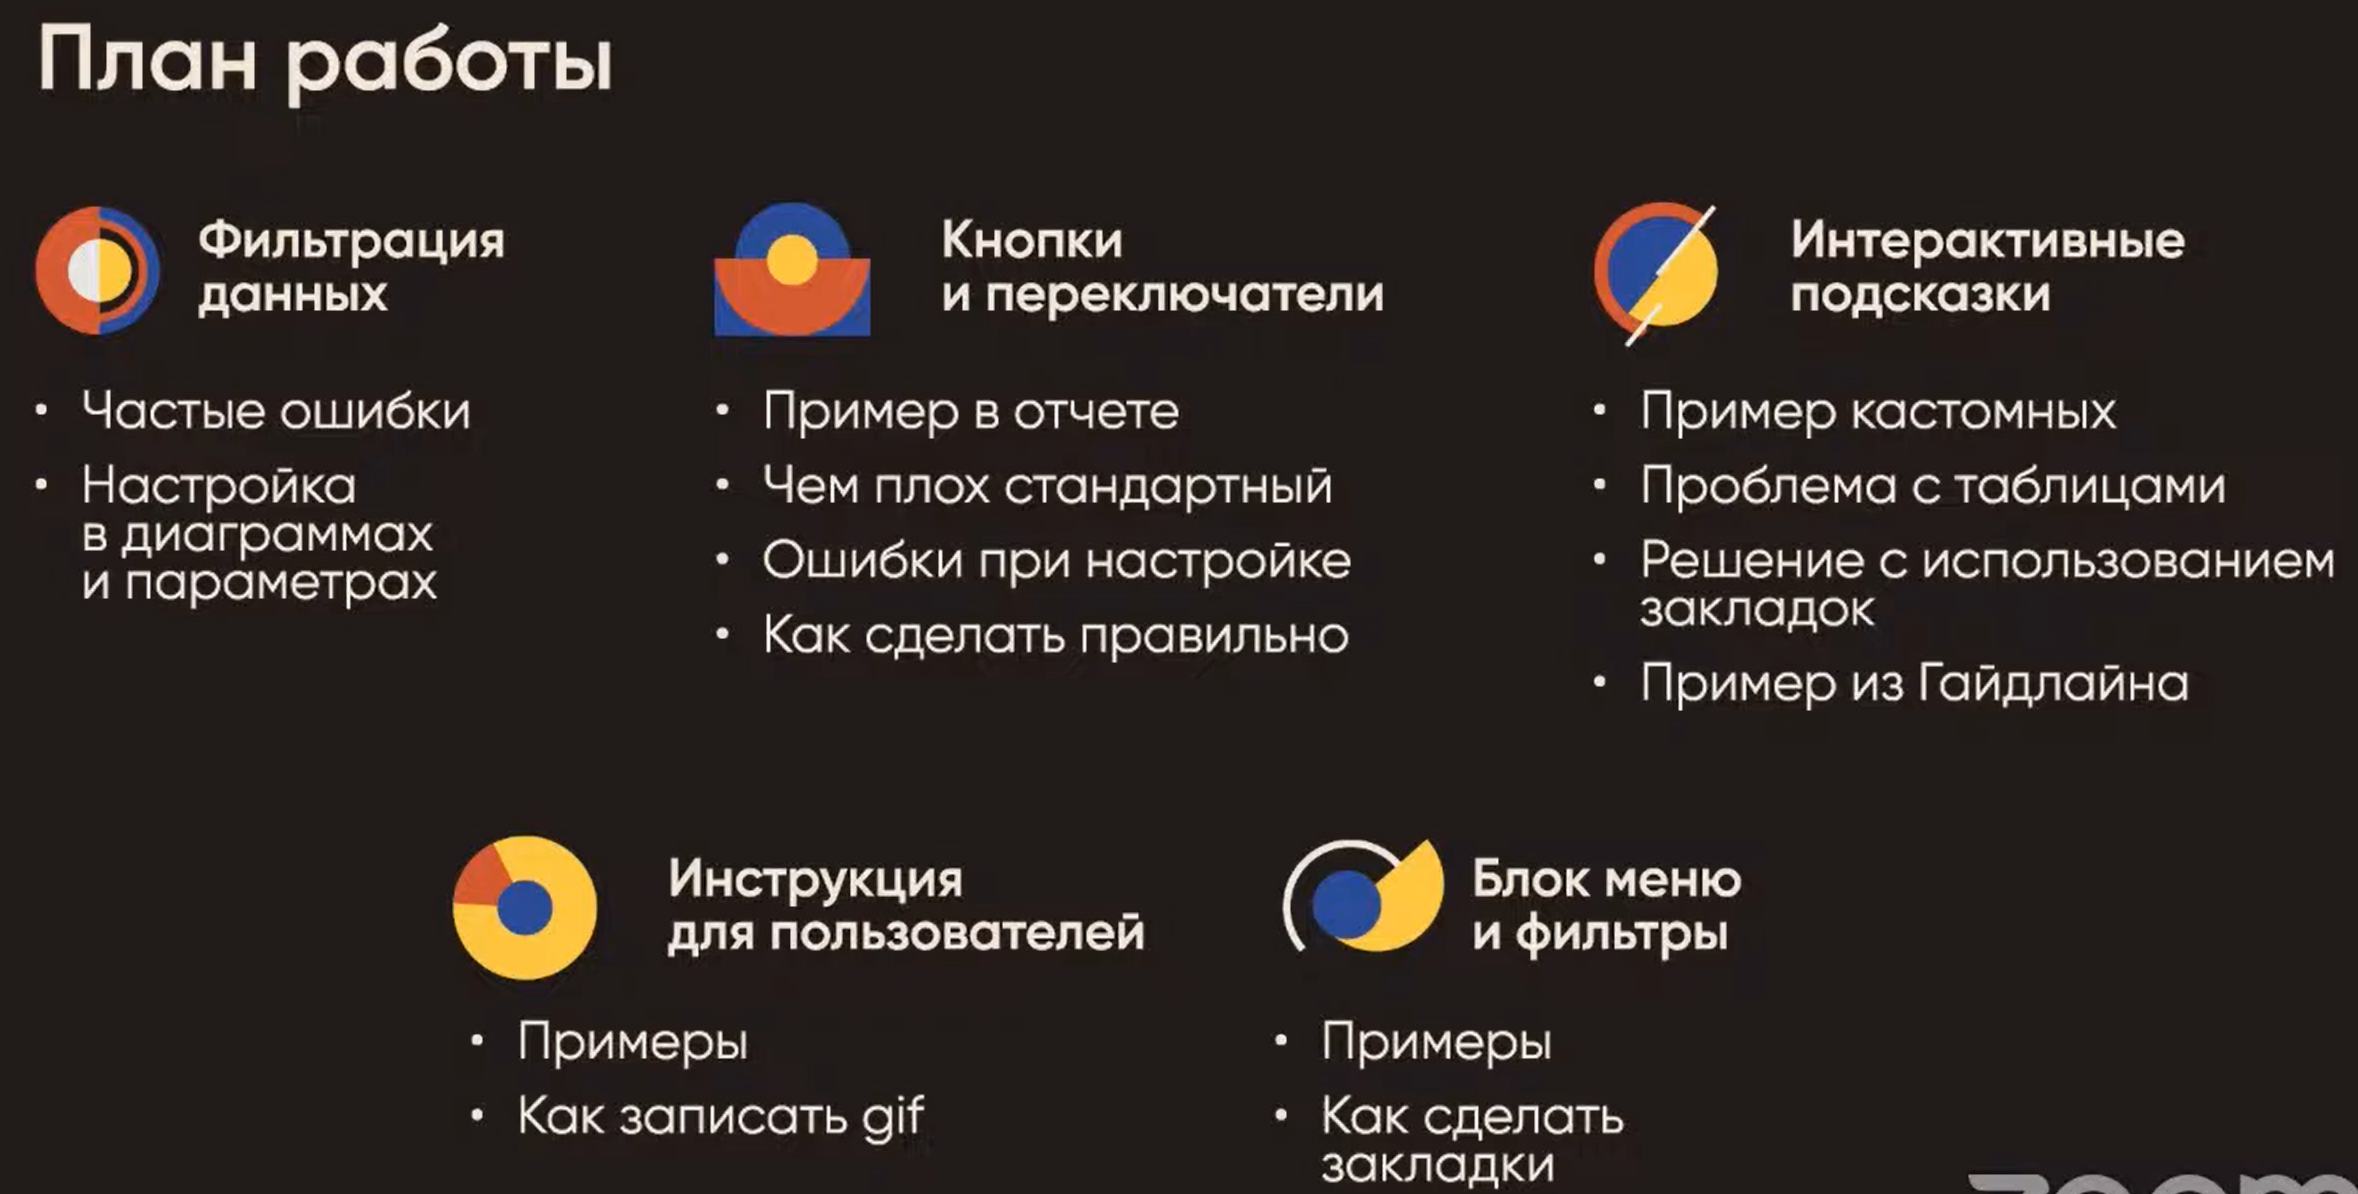 План работы
Фильтрация
данных
• Частые ошибки
• Настройка
в диаграммах
и параметрах
Кнопки
и переключатели
• Пример в отчете
• Чем плох стандартный
• Ошибки при настройке
• Как сделать правильно
Интерактивные
подсказки
• Пример кастомных
• Проблема с таблицами
• Решение с использованием
закладок
• Пример из Гайдлайна
Инструкция
для пользователей
• Примеры
• Как записать gif
Блок меню
и фильтры
• Примеры
• Как сделать
закладки
zoom